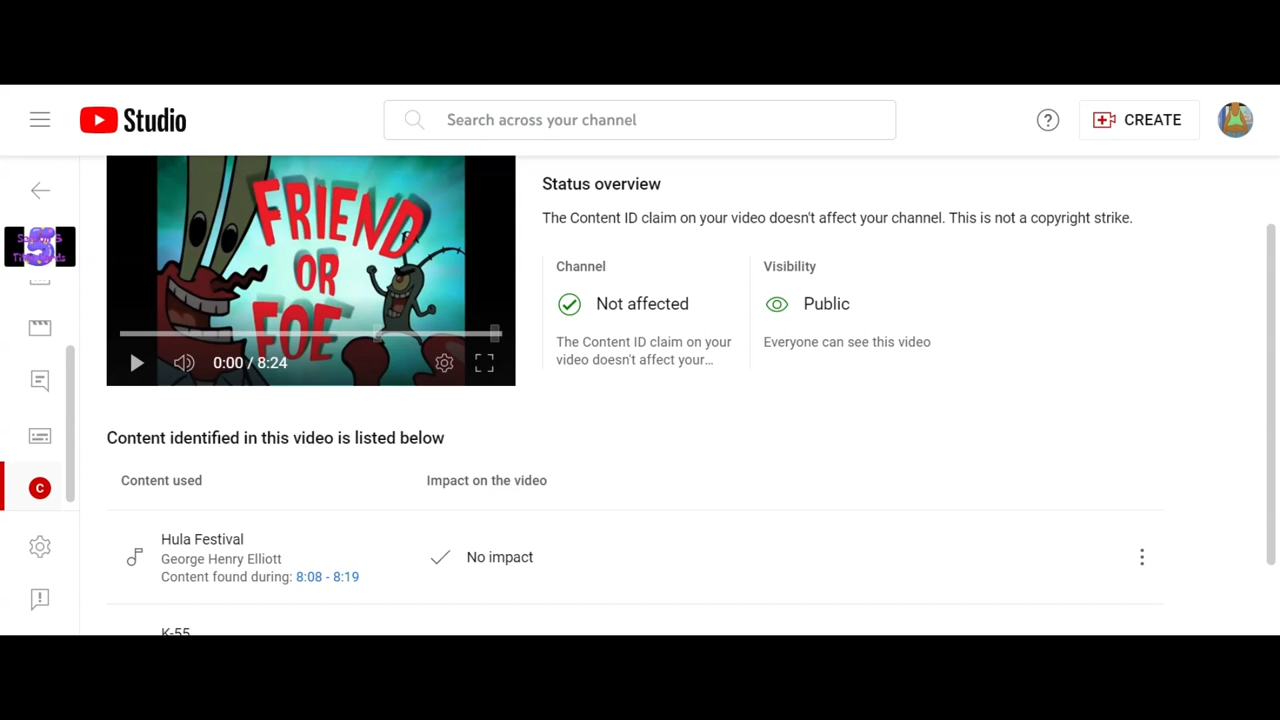 Studio
Search across your channel
?
CREATE
FRIEND
OR
FOE
0:00 / 8:24
Status overview
The Content ID claim on your video doesn't affect your channel. This is not a copyright strike.
Channel
Visibility
Not affected
Public
The Content ID claim on your
video doesn't affect your...
Everyone can see this video
5
C
Content identified in this video is listed below
Content used
Impact on the video
Hula Festival
George Henry Elliott
Content found during: 8:08 - 8:19
No impact
K-55